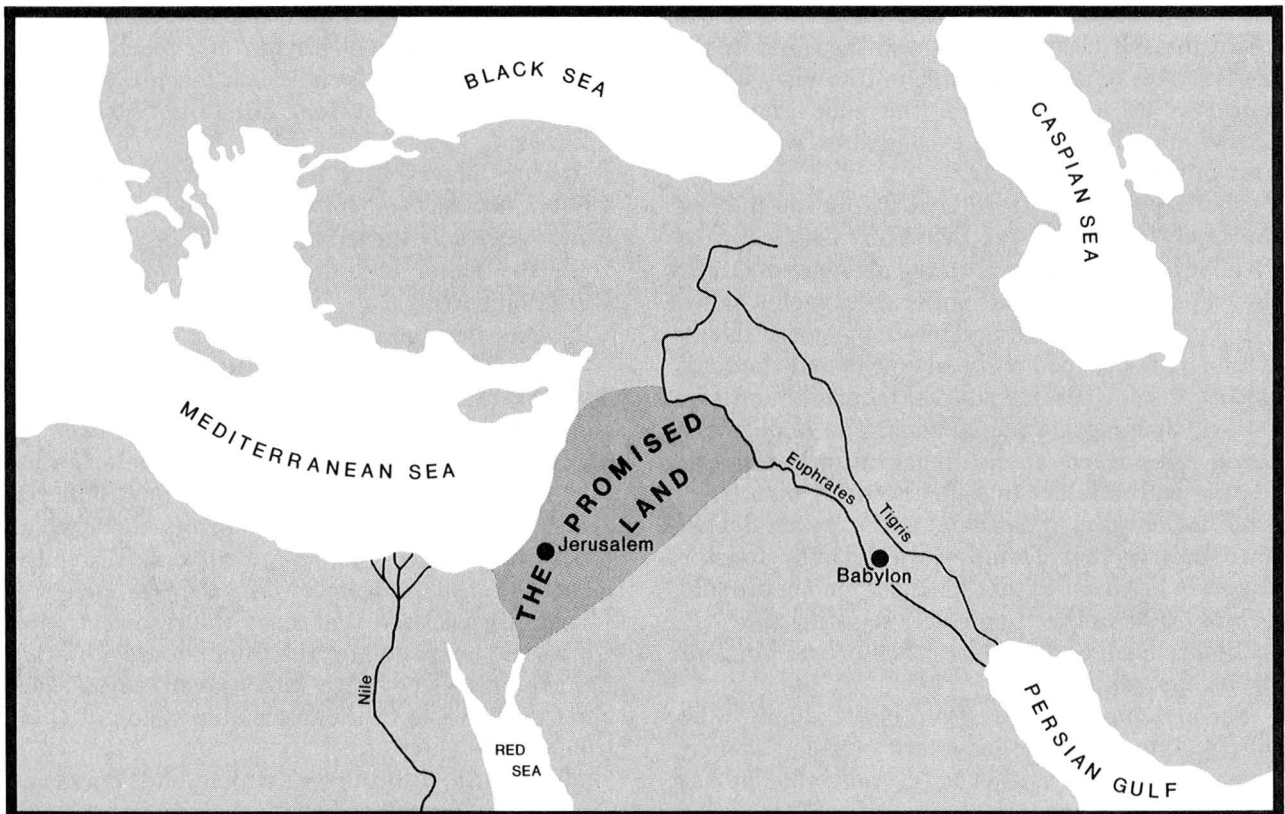 BLACK SEA
CASPIAN SEA
MEDITERRANEAN SEA
THE PROMISED
LAND
Jerusalem
Euphrates
Tigris
Babylon
Nile
RED
SEA
PERSIAN GULF